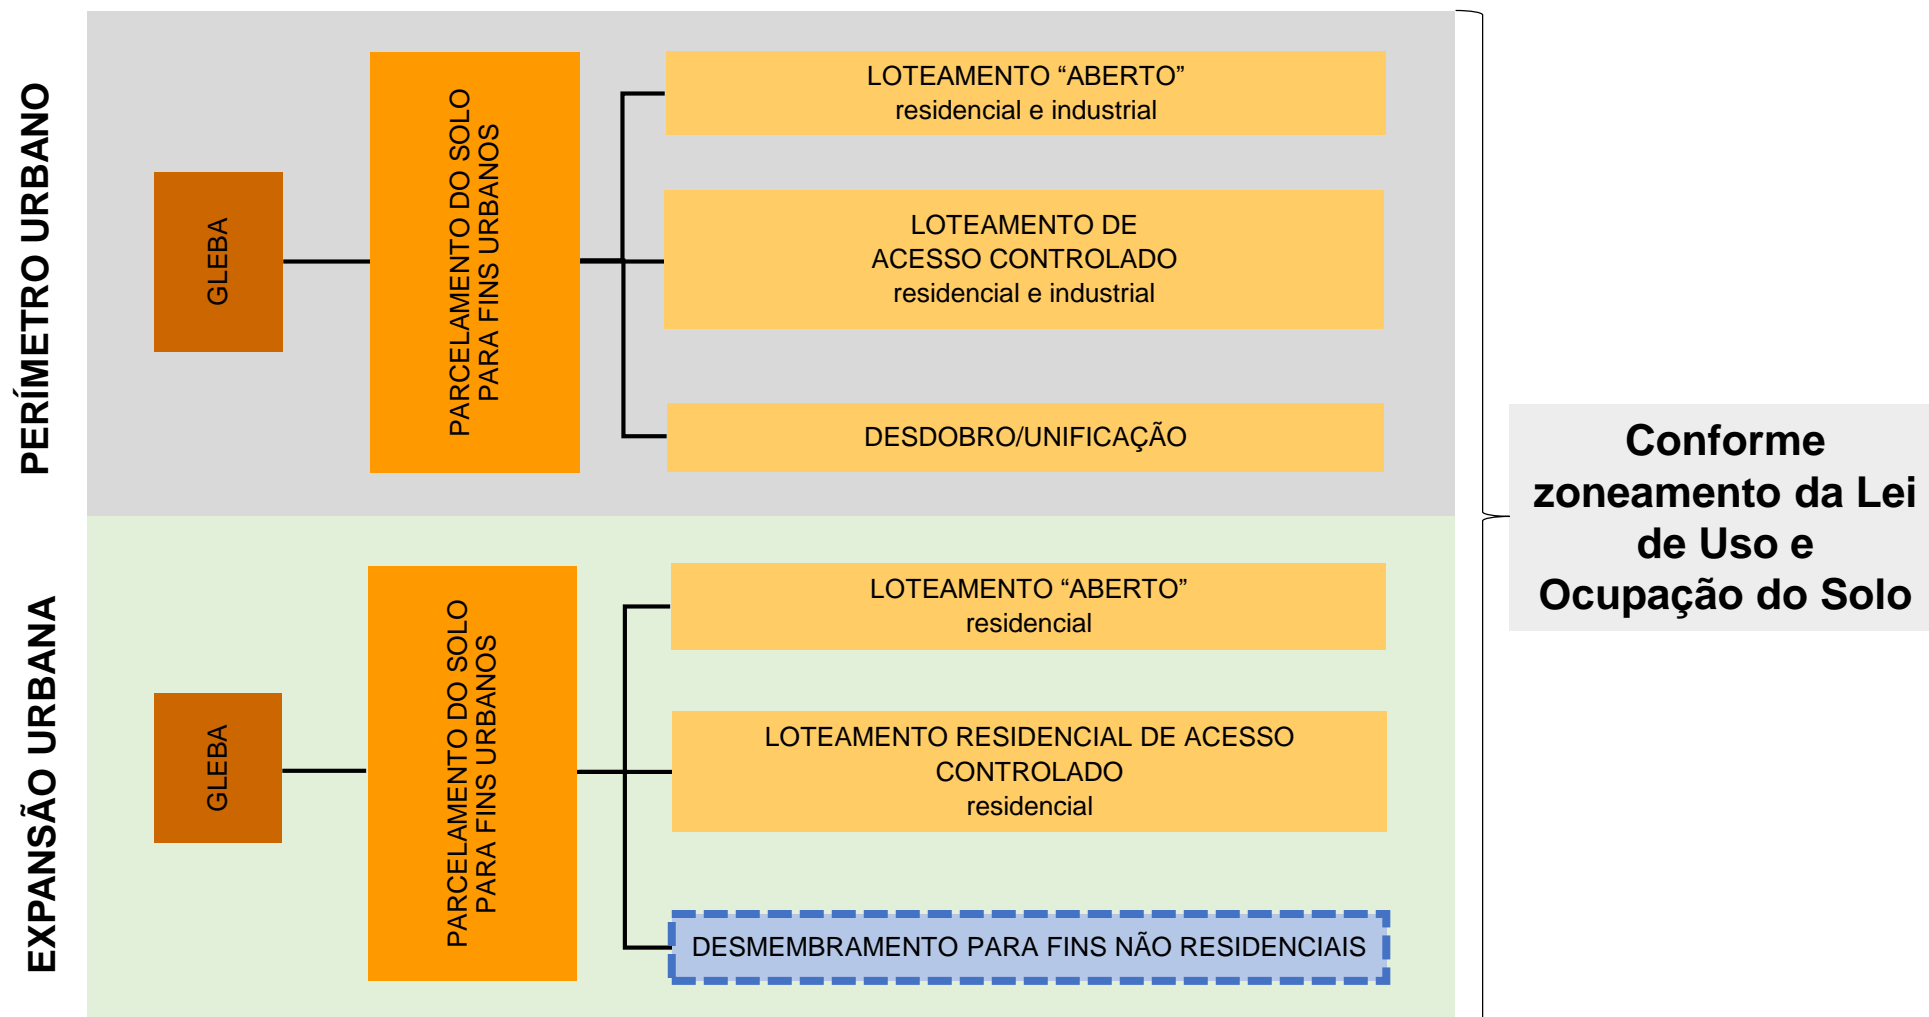 PERÍMETRO URBANO
GLEBA
PARCELAMENTO DO SOLO
PARA FINS URBANOS
LOTEAMENTO “ABERTO”
residencial e industrial
LOTEAMENTO DE
ACESSO CONTROLADO
residencial e industrial
DESDOBRO/UNIFICAÇÃO
EXPANSÃO URBANA
GLEBA
PARCELAMENTO DO SOLO
PARA FINS URBANOS
LOTEAMENTO “ABERTO”
residencial
LOTEAMENTO RESIDENCIAL DE ACESSO
CONTROLADO
residencial
DESMEMBRAMENTO PARA FINS NÃO RESIDENCIAIS
Conforme
zoneamento da Lei
de Uso e
Ocupação do Solo